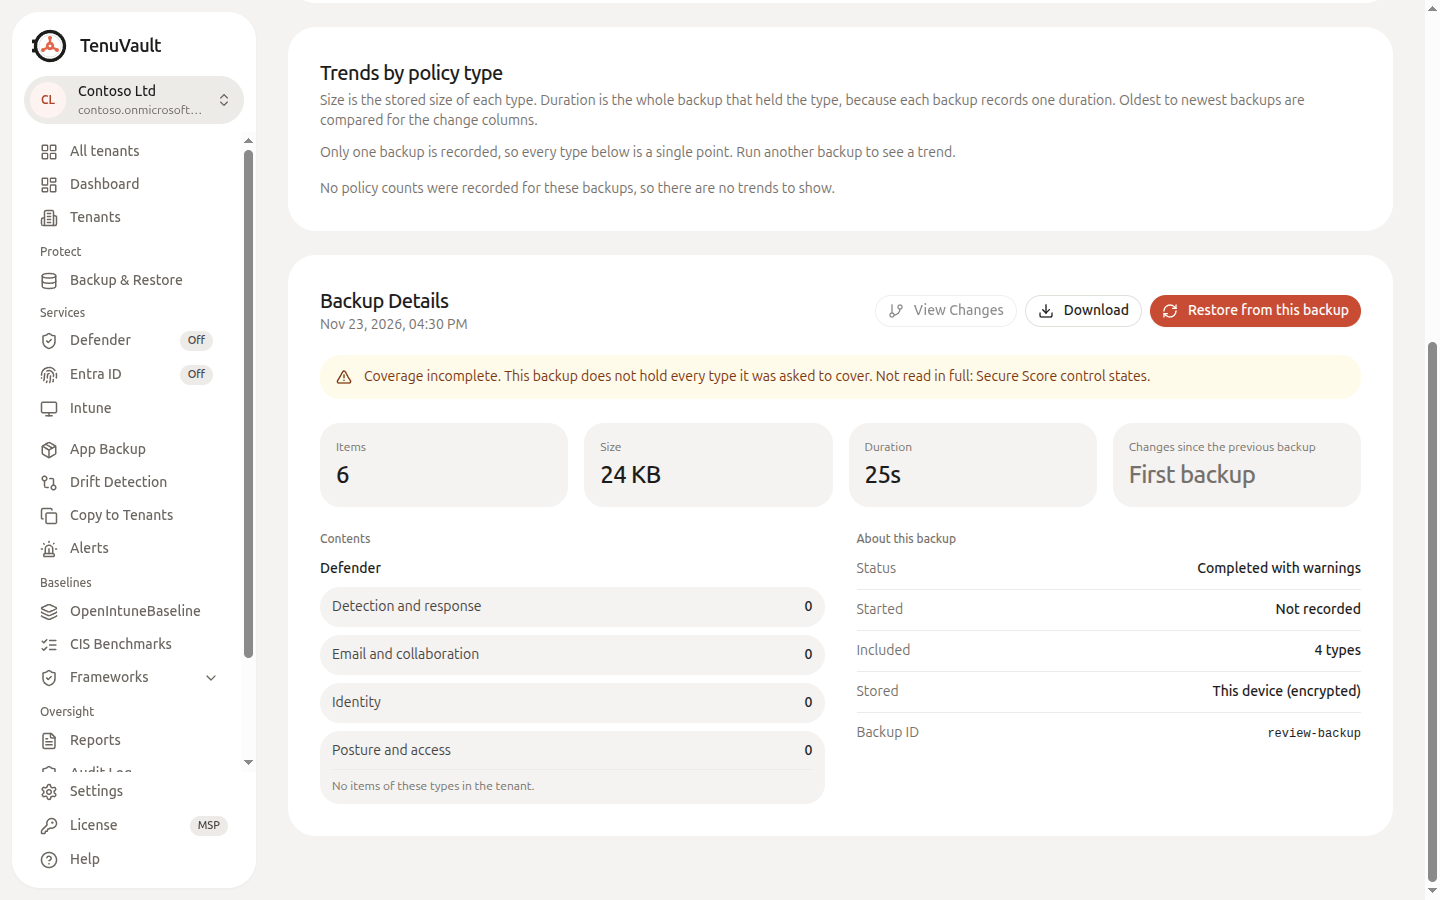 TenuVault
CL
Contoso Ltd
contoso.onmicrosoft...
All tenants
Dashboard
Tenants
Protect
Backup & Restore
Services
Defender
Off
Entra ID
Off
Intune
App Backup
Drift Detection
Copy to Tenants
Alerts
Baselines
OpenIntuneBaseline
CIS Benchmarks
Frameworks
Oversight
Reports
Audit Log
Settings
License
MSP
Help
Trends by policy type
Size is the stored size of each type. Duration is the whole backup that held the type, because each backup records one duration. Oldest to newest backups are
compared for the change columns.
Only one backup is recorded, so every type below is a single point. Run another backup to see a trend.
No policy counts were recorded for these backups, so there are no trends to show.
Backup Details
Nov 23, 2026, 04:30 PM
View Changes
Download
Restore from this backup
Coverage incomplete. This backup does not hold every type it was asked to cover. Not read in full: Secure Score control states.
Items
6
Size
24 KB
Duration
25s
Changes since the previous backup
First backup
Contents
Defender
Detection and response 0
Email and collaboration 0
Identity 0
Posture and access 0
No items of these types in the tenant.
About this backup
Status Completed with warnings
Started Not recorded
Included 4 types
Stored This device (encrypted)
Backup ID review-backup